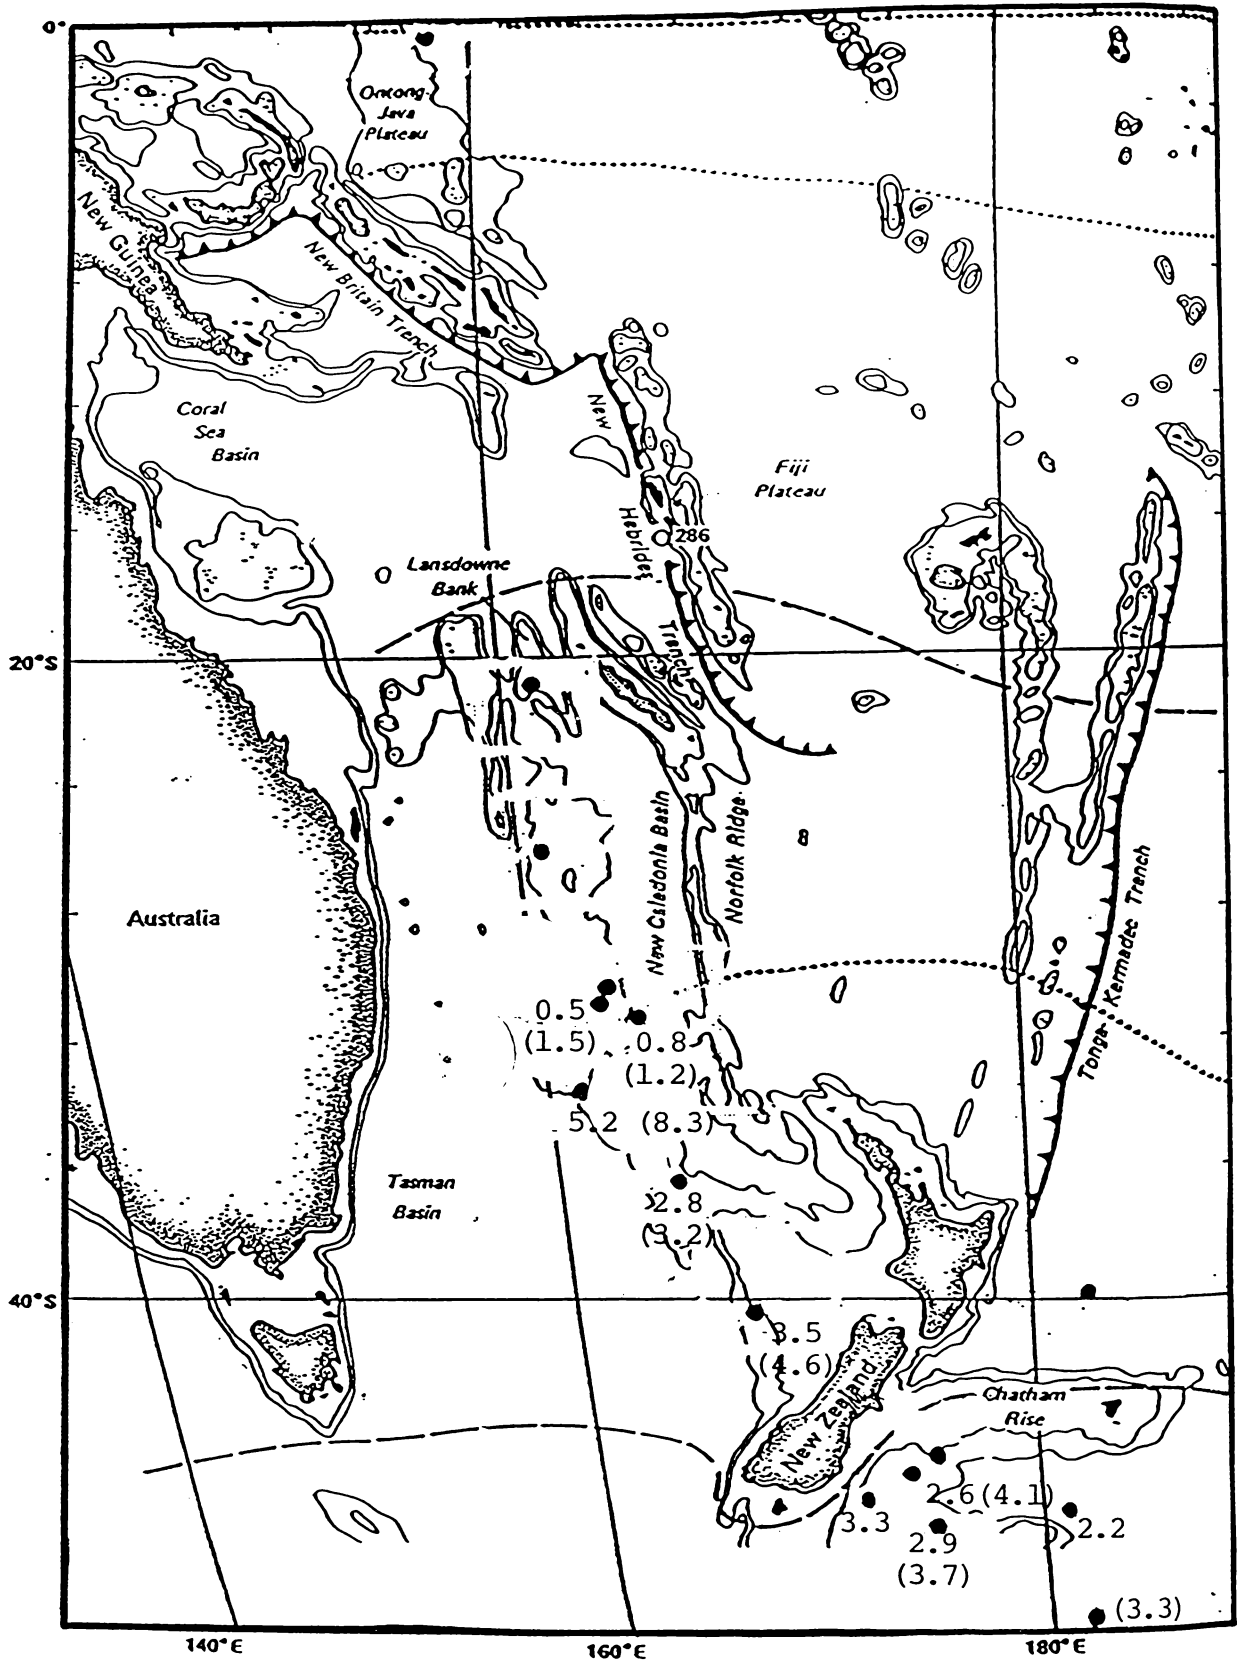 0°
Ontong-
Java
Plateau
New Guinea
New Britain Trench
Coral
Sea
Basin
New
Hebrides
Trench
Fiji
Plateau
286
Lansdowne
Bank
20°S
Australia
New Caledonia Basin
Norfolk Ridge
Tonga-Kermadec Trench
0.5
(1.5)
0.8
(1.2)
5.2 (8.3)
Tasman
Basin
2.8
(3.2)
40°S
3.5
(4.6)
New Zealand
Chatham
Rise
2.6(4.1)
3.3
2.2
2.9
(3.7)
(3.3)
140°E
160°E
180°E